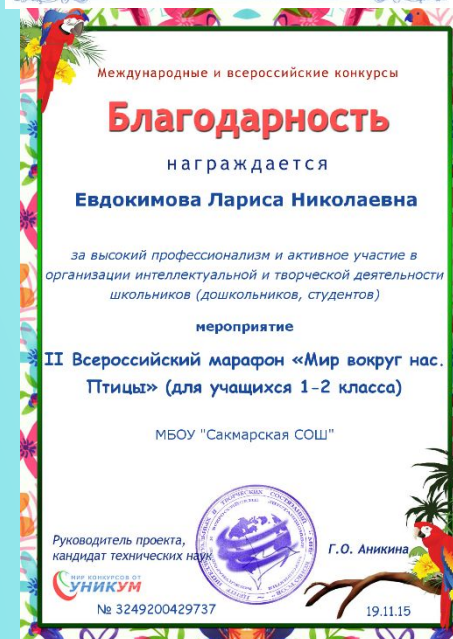 Международные и всероссийские конкурсы
Благодарность
награждается
Евдокимова Лариса Николаевна
за высокий профессионализм и активное участие в
организации интеллектуальной и творческой деятельности
школьников (дошкольников, студентов)
мероприятие
II Всероссийский марафон «Мир вокруг нас.
Птицы» (для учащихся 1-2 класса)
МБОУ "Сакмарская СОШ"
Руководитель проекта,
кандидат технических наук
Г.О. Аникина
МИР КОНКУРСОВ ОТ
УНИКУМ
№ 3249200429737
19.11.15